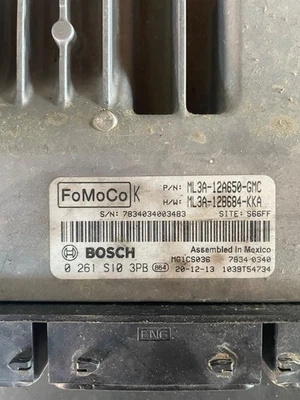 FoMoCo K P/N: ML3A-12A650-GMC
H/W: ML3A-12B684-KKA
S/N: 7834034003483 SITE: S66FF
BOSCH Assembled in Mexico
MG1CS036 7834 0340
0 261 S10 3PB 864 20-12-13 1039T54734
ENG